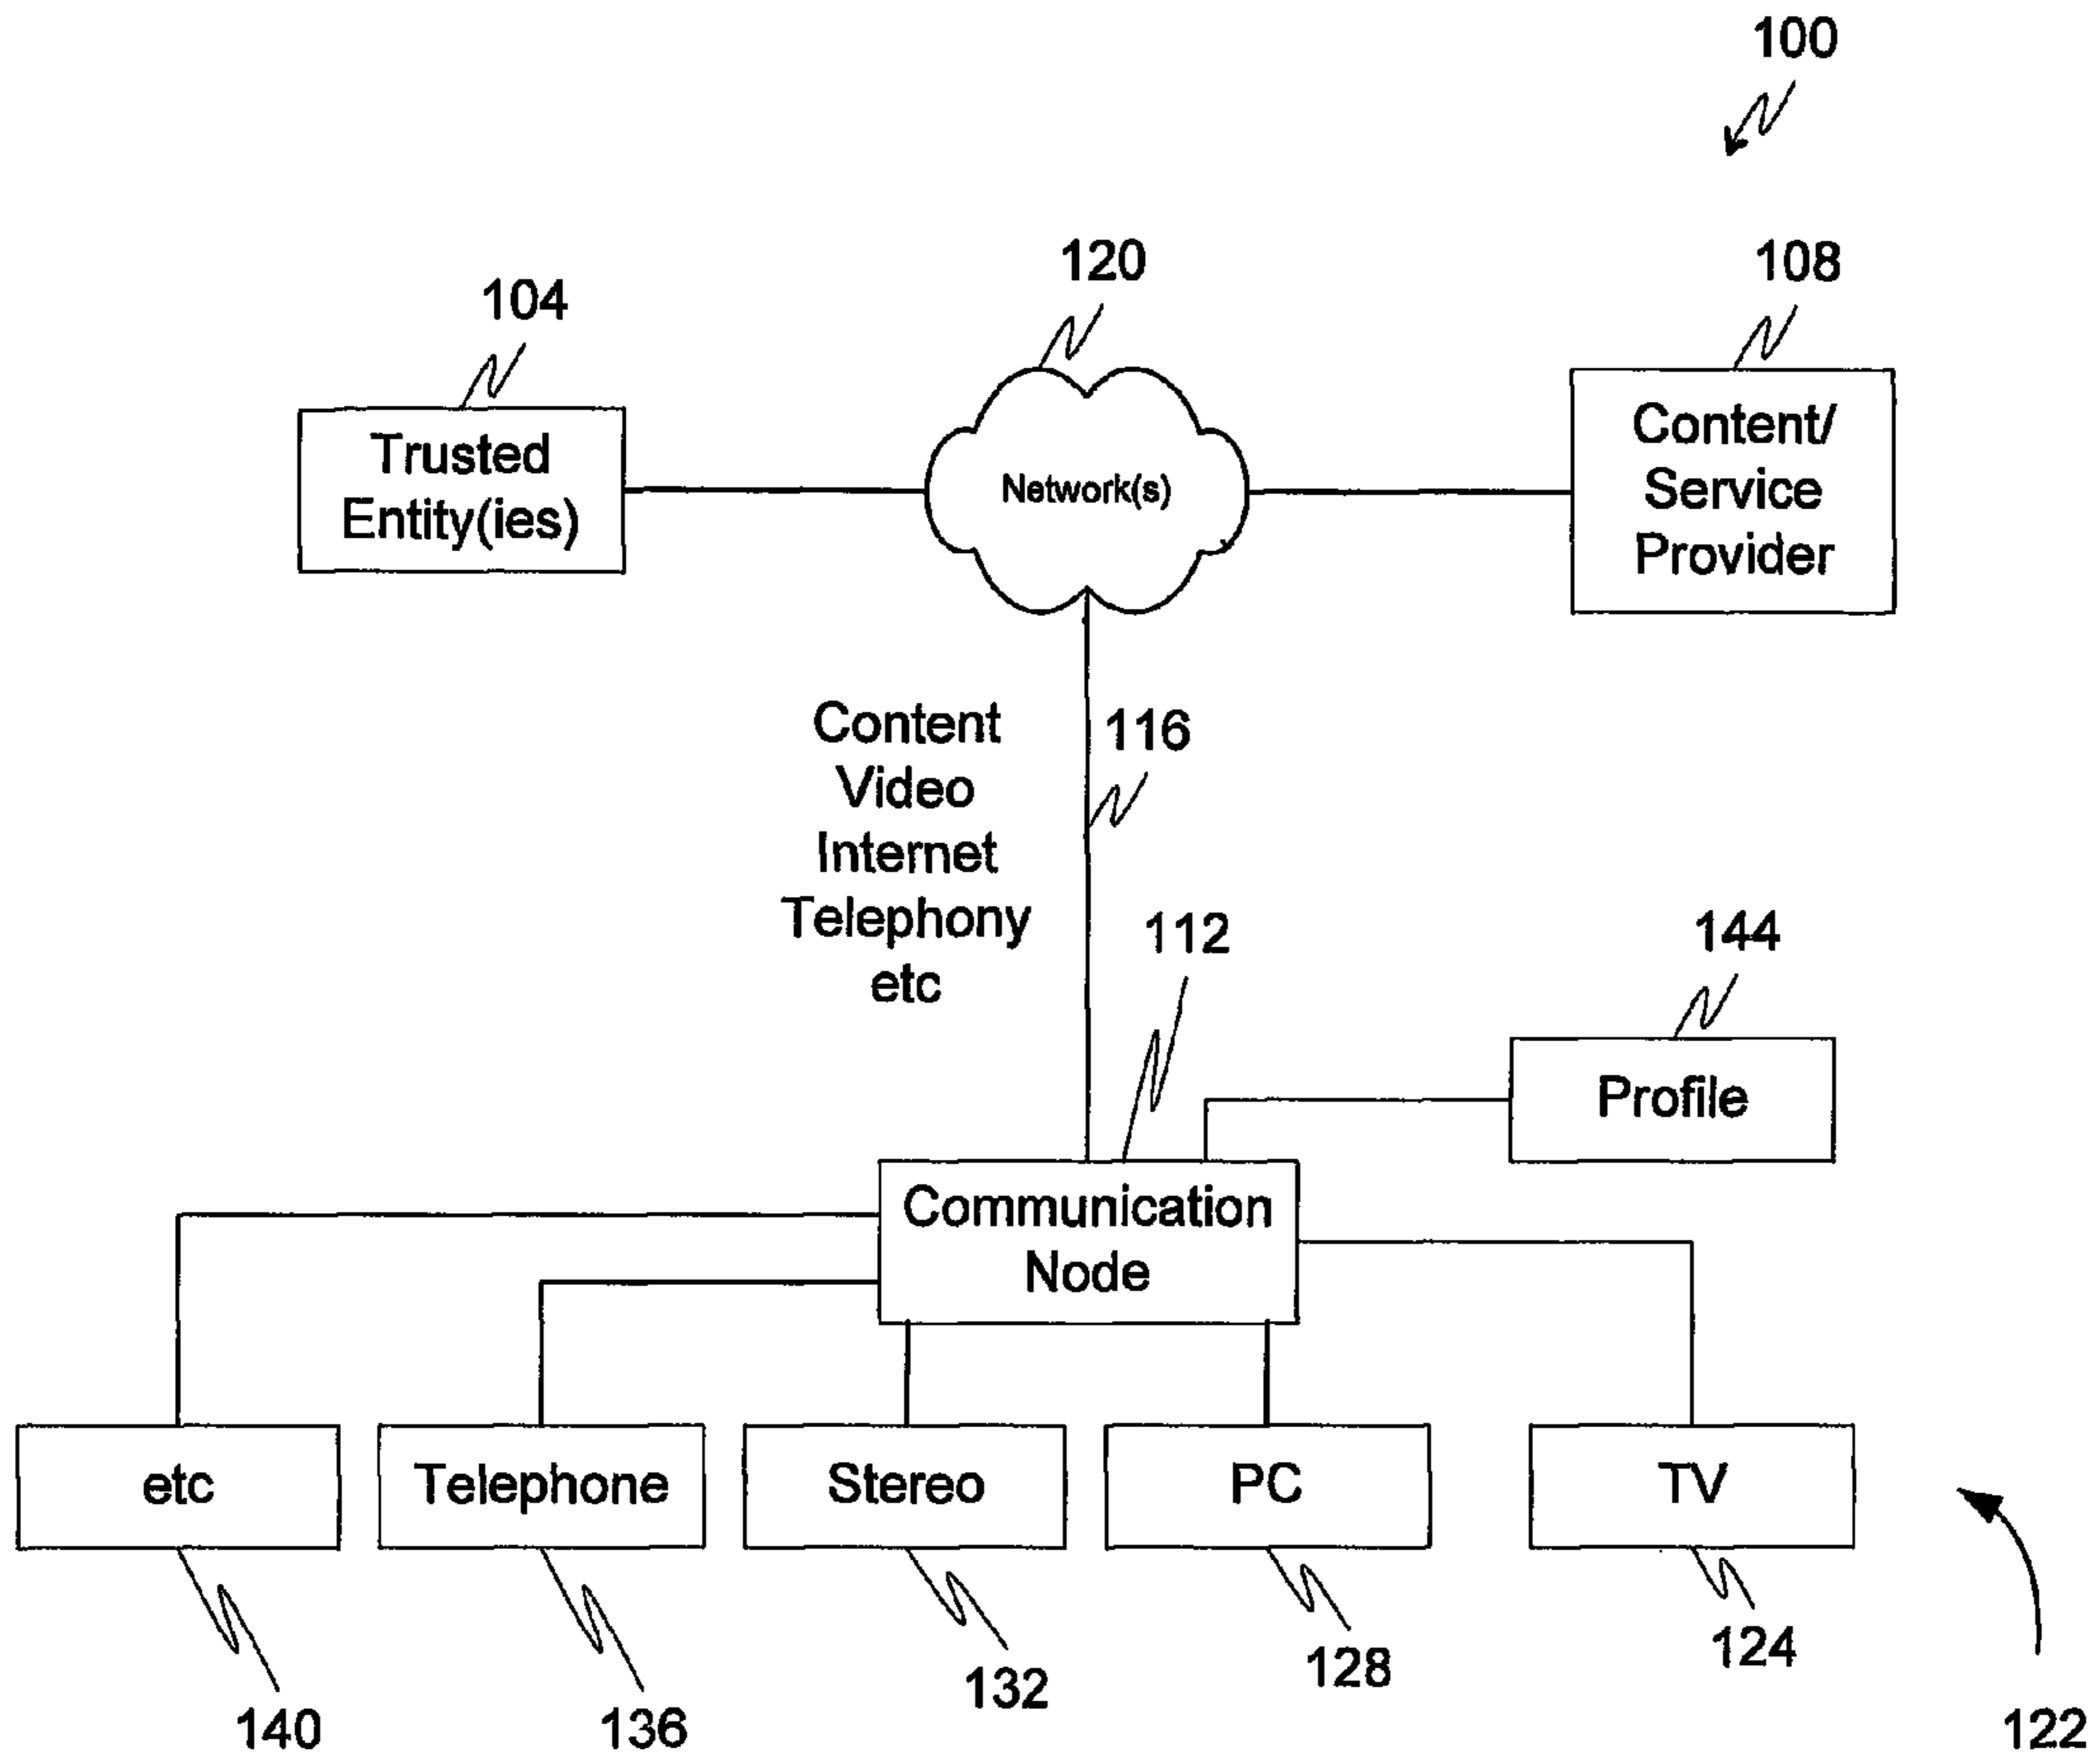 100
120
108
104
Trusted
Entity(ies)
Network(s)
Content/
Service
Provider
Content
Video
Internet
Telephony
etc
116
112
144
Profile
Communication
Node
etc
Telephone
Stereo
PC
TV
140
136
132
128
124
122